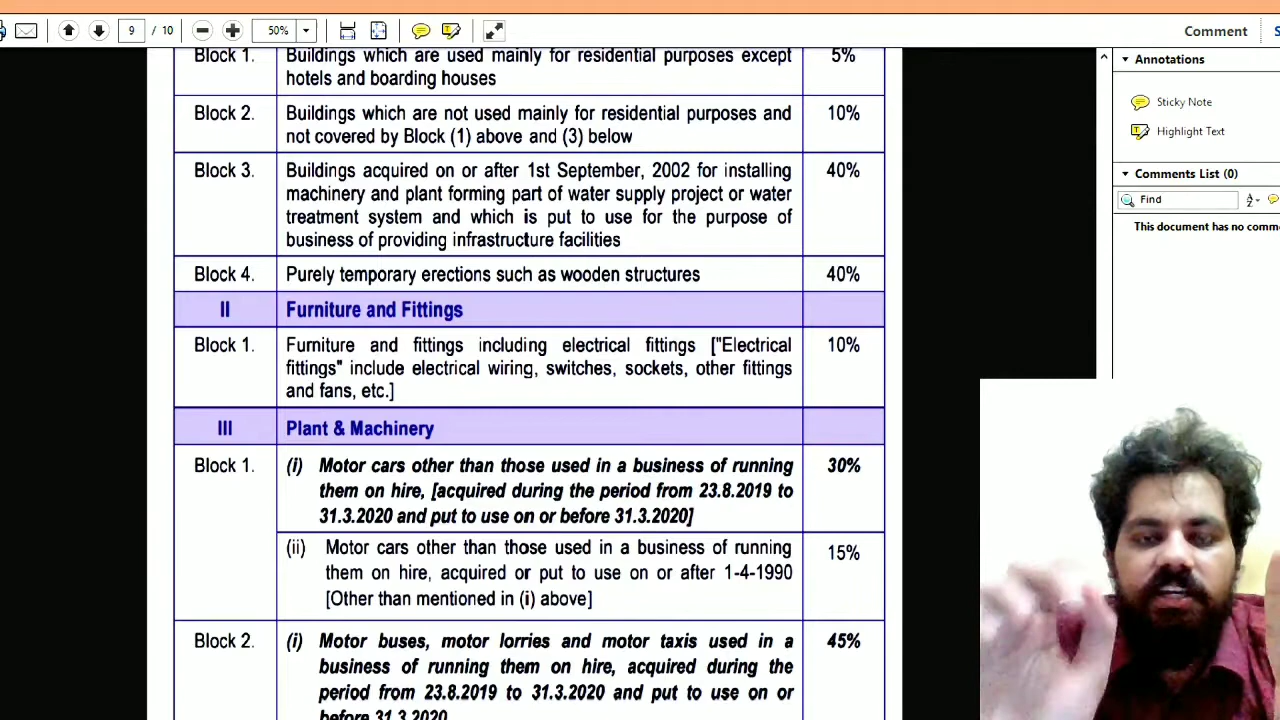 9 / 10
50%
Comment
Block 1.
Buildings which are used mainly for residential purposes except
5%
hotels and boarding houses
Block 2.
Buildings which are not used mainly for residential purposes and
10%
not covered by Block (1) above and (3) below
Block 3.
Buildings acquired on or after 1st September, 2002 for installing
40%
machinery and plant forming part of water supply project or water
treatment system and which is put to use for the purpose of
business of providing infrastructure facilities
Block 4.
Purely temporary erections such as wooden structures
40%
II
Furniture and Fittings
Block 1.
Furniture and fittings including electrical fittings ["Electrical
10%
fittings" include electrical wiring, switches, sockets, other fittings
and fans, etc.]
III
Plant & Machinery
Block 1.
(i) Motor cars other than those used in a business of running
30%
them on hire, [acquired during the period from 23.8.2019 to
31.3.2020 and put to use on or before 31.3.2020]
(ii) Motor cars other than those used in a business of running
15%
them on hire, acquired or put to use on or after 1-4-1990
[Other than mentioned in (i) above]
Block 2.
(i) Motor buses, motor lorries and motor taxis used in a
45%
business of running them on hire, acquired during the
period from 23.8.2019 to 31.3.2020 and put to use on or
before 31.3.2020
Annotations
Sticky Note
Highlight Text
Comments List (0)
Find
This document has no